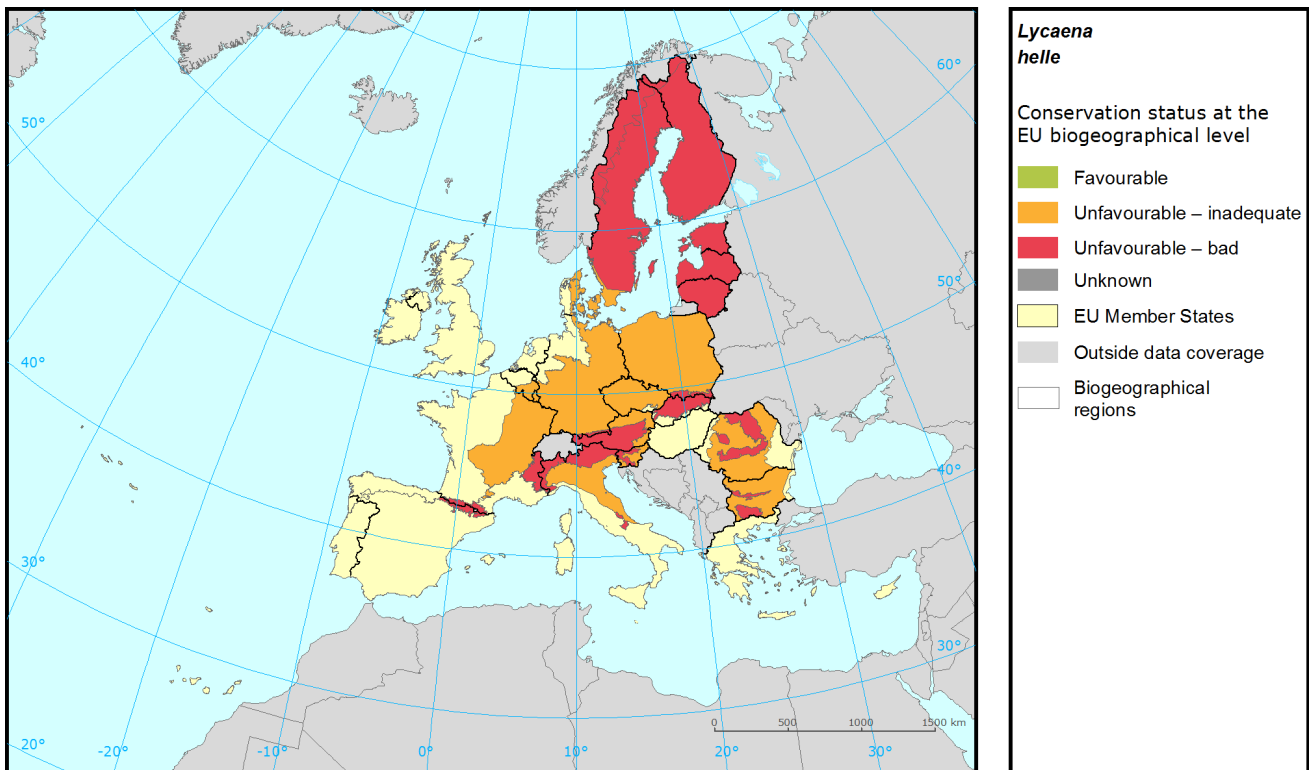 Lycaena
helle
Conservation status at the
EU biogeographical level
Favourable
Unfavourable – inadequate
Unfavourable – bad
Unknown
EU Member States
Outside data coverage
Biogeographical
regions
60°
50°
50°
40°
40°
30°
30°
20°
-20°
-10°
0°
10°
20°
30°
0 500 1000 1500 km